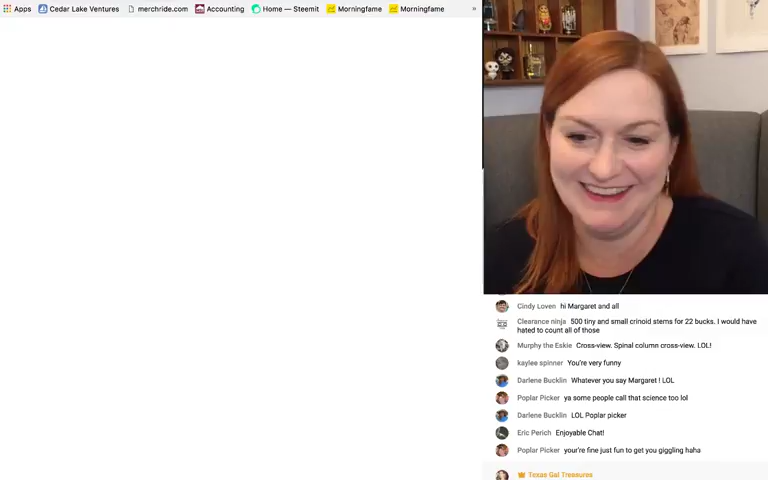 Apps Cedar Lake Ventures merchride.com Accounting Home — Steemit Morningfame Morningfame »
Cindy Loven hi Margaret and all
Clearance ninja 500 tiny and small crinoid stems for 22 bucks. I would have
hated to count all of those
Murphy the Eskie Cross-view. Spinal column cross-view. LOL!
kaylee spinner You're very funny
Darlene Bucklin Whatever you say Margaret ! LOL
Poplar Picker ya some people call that science too lol
Darlene Bucklin LOL Poplar picker
Eric Perich Enjoyable Chat!
Poplar Picker your're fine just fun to get you giggling haha
Texas Gal Treasures